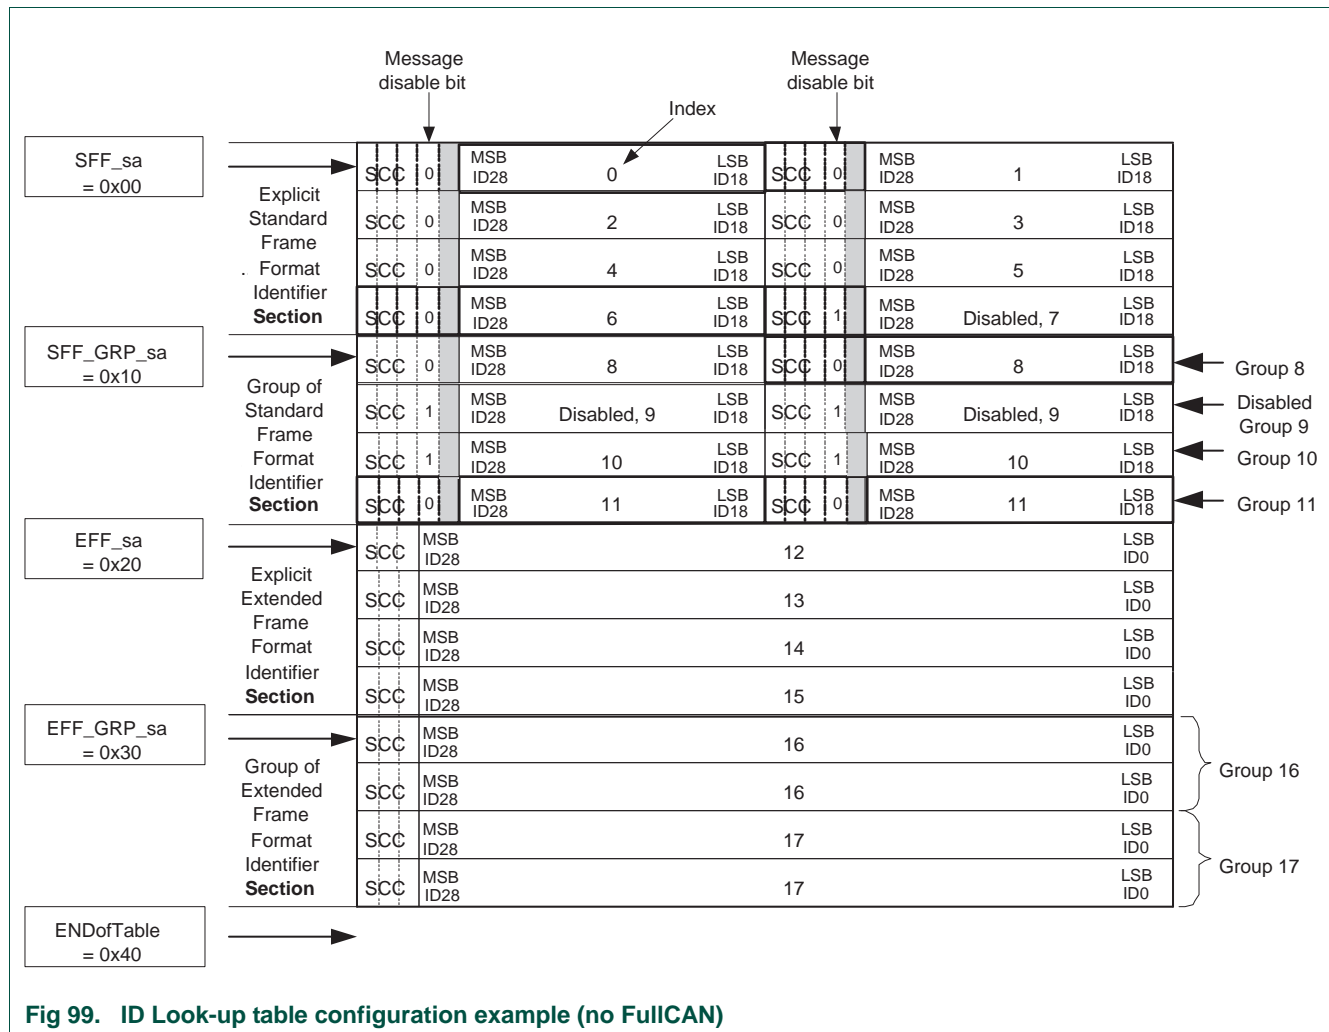 Message
disable bit
Message
disable bit
Index
SFF_sa
= 0x00
Explicit
Standard
Frame
. Format
Identifier
Section
SCC 0 MSB ID28 0 LSB ID18 SCC 0 MSB ID28 1 LSB ID18
SCC 0 MSB ID28 2 LSB ID18 SCC 0 MSB ID28 3 LSB ID18
SCC 0 MSB ID28 4 LSB ID18 SCC 0 MSB ID28 5 LSB ID18
SCC 0 MSB ID28 6 LSB ID18 SCC 1 MSB ID28 Disabled, 7 LSB ID18
SFF_GRP_sa
= 0x10
Group of
Standard
Frame
Format
Identifier
Section
SCC 0 MSB ID28 8 LSB ID18 SCC 0 MSB ID28 8 LSB ID18
Group 8
SCC 1 MSB ID28 Disabled, 9 LSB ID18 SCC 1 MSB ID28 Disabled, 9 LSB ID18
Disabled
Group 9
SCC 1 MSB ID28 10 LSB ID18 SCC 1 MSB ID28 10 LSB ID18
Group 10
SCC 0 MSB ID28 11 LSB ID18 SCC 0 MSB ID28 11 LSB ID18
Group 11
EFF_sa
= 0x20
Explicit
Extended
Frame
Format
Identifier
Section
SCC MSB ID28 12 LSB ID0
SCC MSB ID28 13 LSB ID0
SCC MSB ID28 14 LSB ID0
SCC MSB ID28 15 LSB ID0
EFF_GRP_sa
= 0x30
Group of
Extended
Frame
Format
Identifier
Section
SCC MSB ID28 16 LSB ID0
SCC MSB ID28 16 LSB ID0
Group 16
SCC MSB ID28 17 LSB ID0
SCC MSB ID28 17 LSB ID0
Group 17
ENDofTable
= 0x40
Fig 99. ID Look-up table configuration example (no FullCAN)